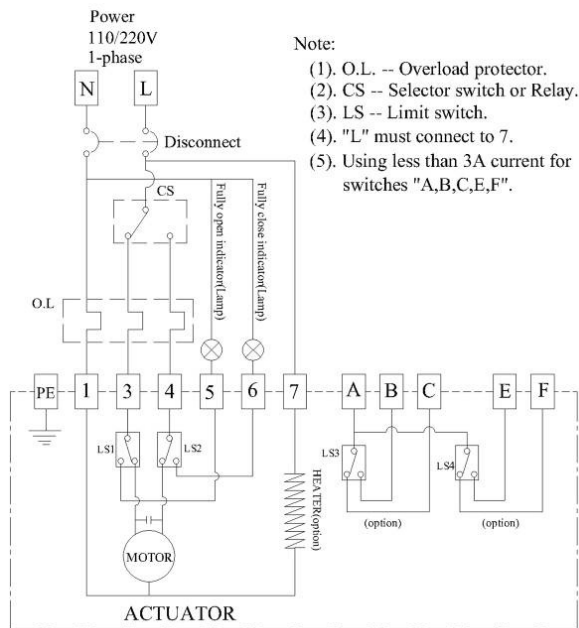 Power
110/220V
1-phase
N
L
Note:
(1). O.L. -- Overload protector.
(2). CS -- Selector switch or Relay.
(3). LS -- Limit switch.
(4). "L" must connect to 7.
(5). Using less than 3A current for
switches "A,B,C,E,F".
Disconnect
CS
Fully open indicator(Lamp)
Fully close indicator(Lamp)
O.L
PE
1
3
4
5
6
7
A
B
C
E
F
LS1
LS2
HEATER(option)
LS3
LS4
(option)
(option)
MOTOR
ACTUATOR